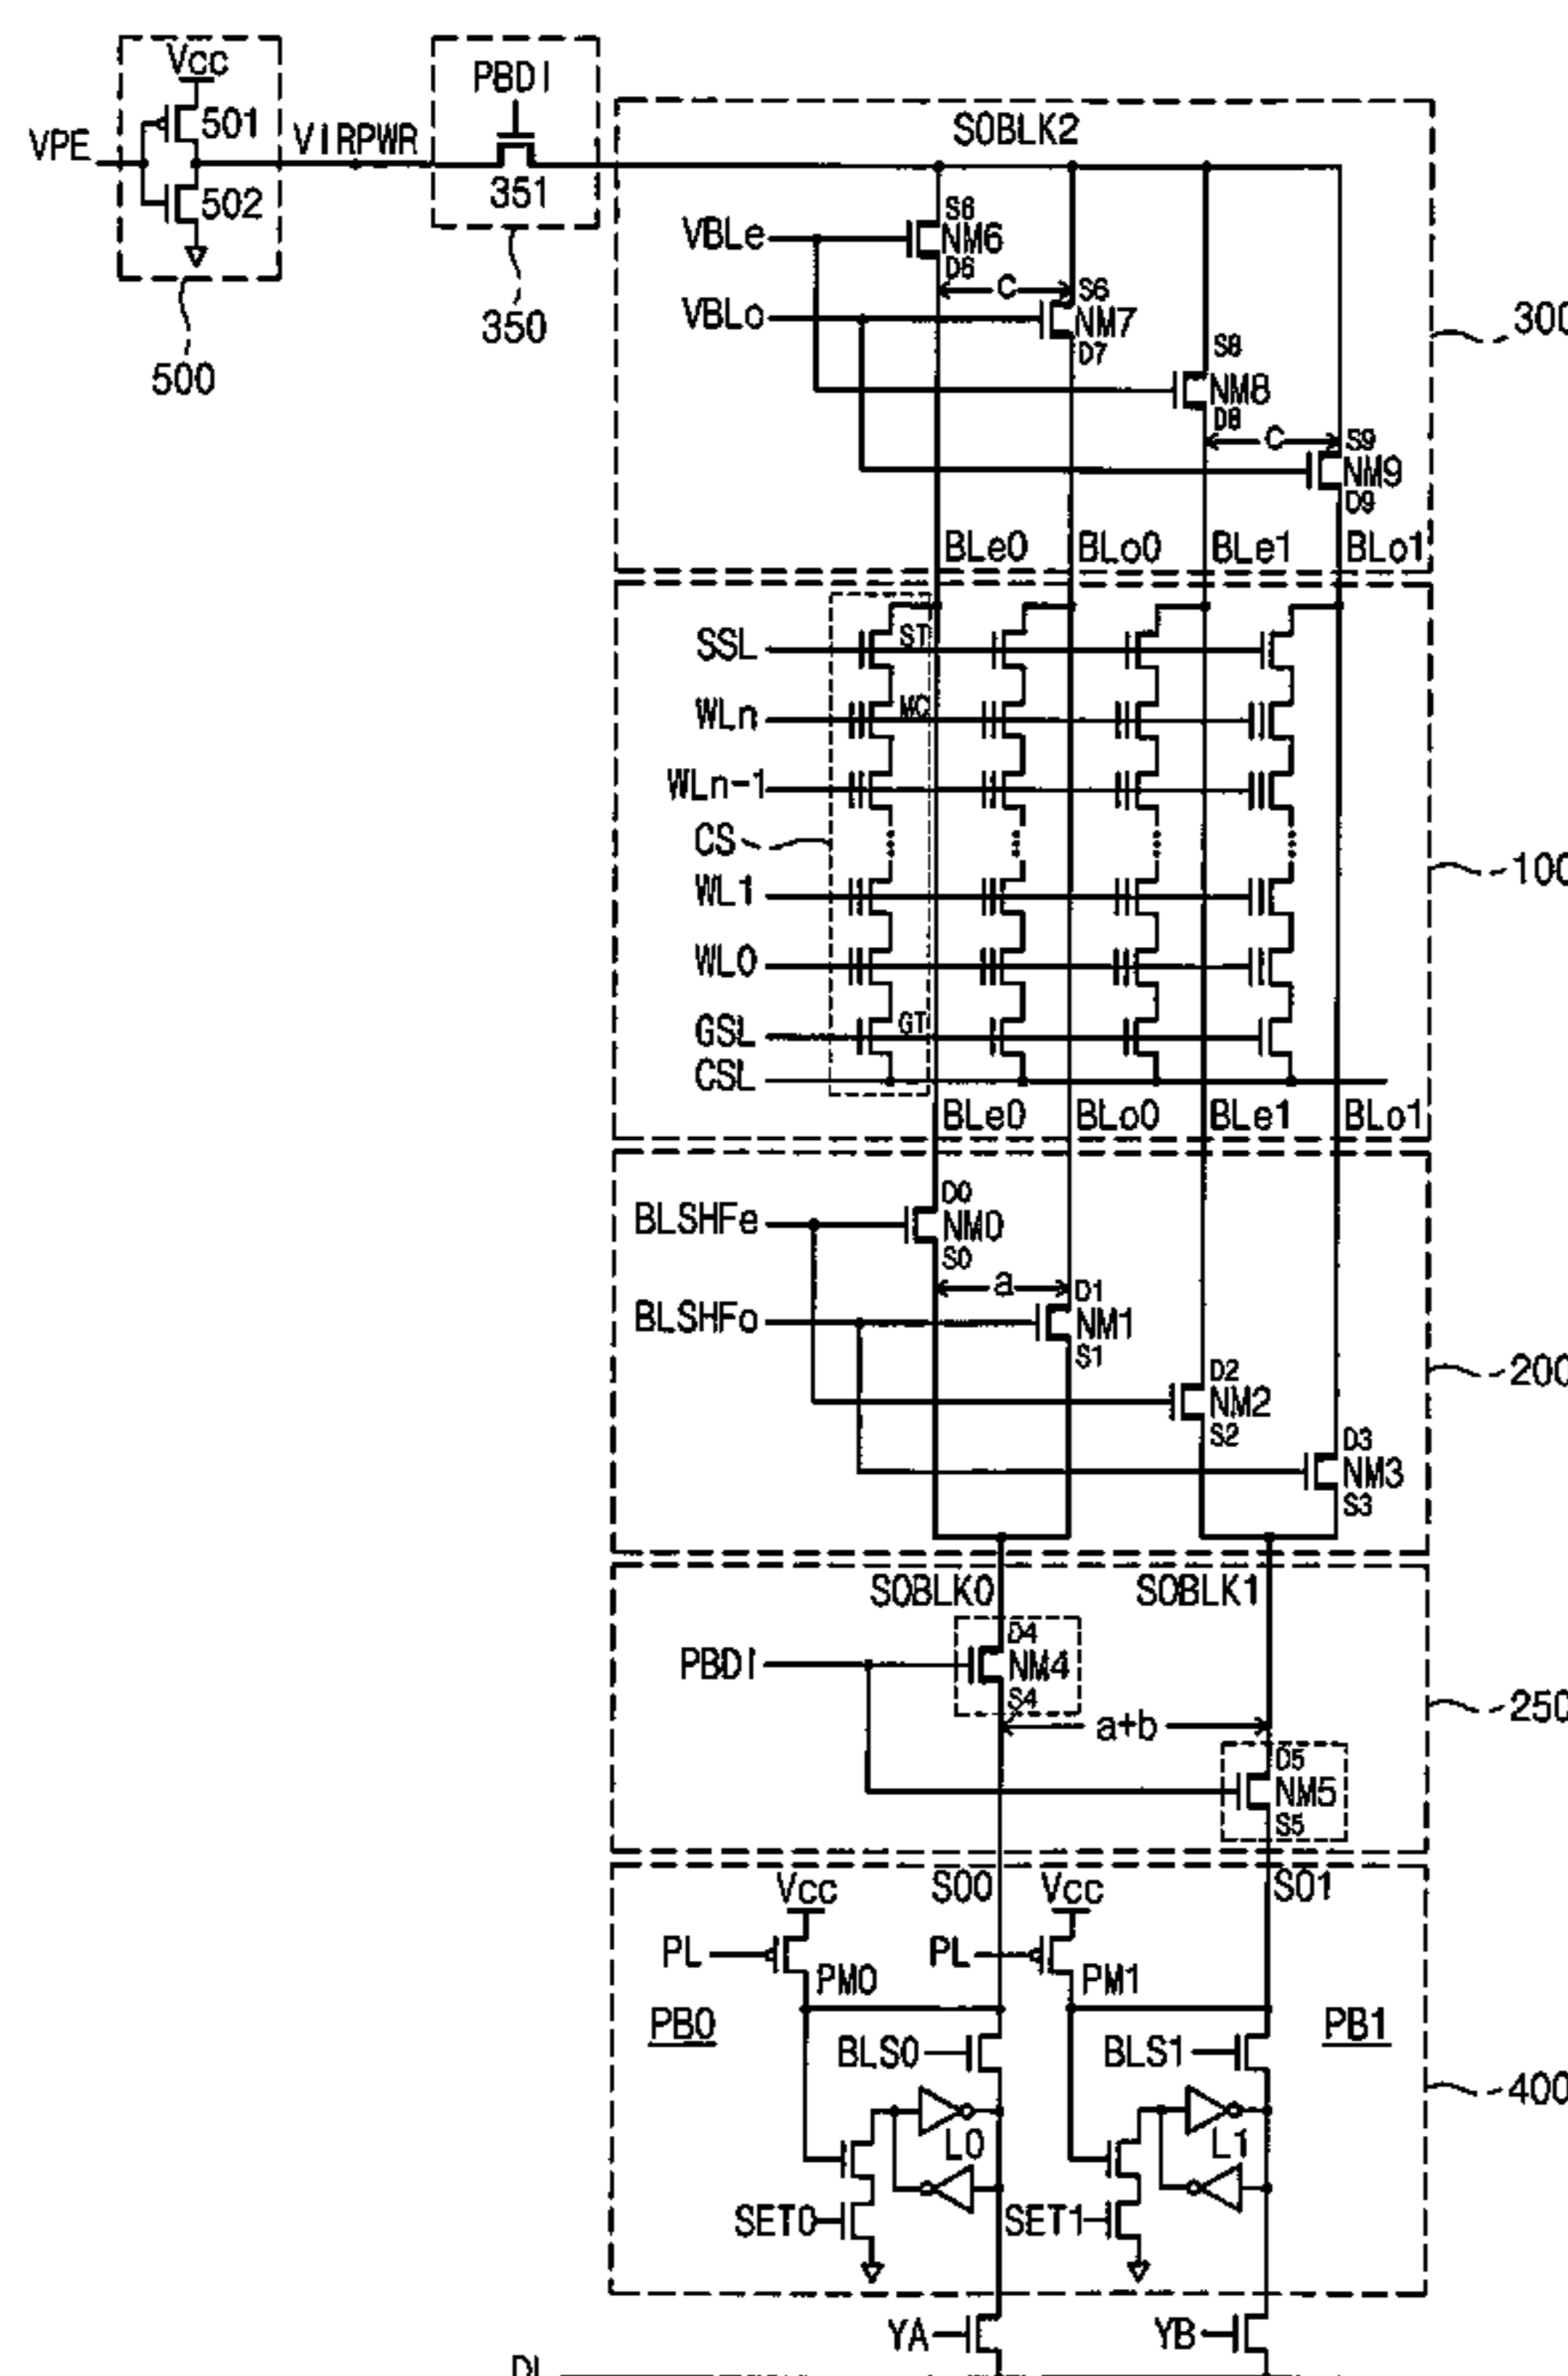 Vcc
PBDI
501
VPE
VIRPWR
502
351
500
350
SOBLK2
VBLe
S6
NM6
D6
C
VBLo
S6
NM7
D7
S8
NM8
D8
C
S9
NM9
D9
300
BLe0
BLo0
BLe1
BLo1
SSL
ST
WLn
MC
WLn-1
CS
WL1
WL0
GSL
GT
CSL
100
BLe0
BLo0
BLe1
BLo1
BLSHFe
D0
NM0
S0
a
BLSHFo
D1
NM1
S1
D2
NM2
S2
D3
NM3
S3
200
SOBLK0
SOBLK1
PBDI
D4
NM4
S4
a+b
D5
NM5
S5
250
Vcc
SO0
Vcc
SO1
PL
PM0
PL
PM1
PB0
PB1
BLS0
BLS1
L0
L1
SET0
SET1
400
YA
YB
DL